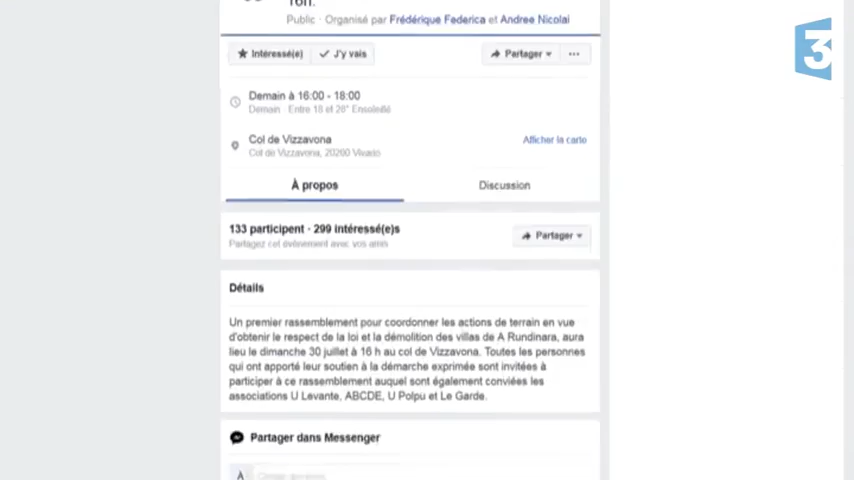 16h.
Public · Organisé par Frédérique Federica et Andree Nicolai
Intéressé(e) J'y vais Partager ...
Demain à 16:00 - 18:00
Demain · Entre 18 et 28° Ensoleillé
Col de Vizzavona Afficher la carte
Col de Vizzavona, 20200 Vivario
À propos Discussion
133 participent · 299 intéressé(e)s
Partager
Partagez cet événement avec vos amis
Détails
Un premier rassemblement pour coordonner les actions de terrain en vue
d'obtenir le respect de la loi et la démolition des villas de A Rundinara, aura
lieu le dimanche 30 juillet à 16 h au col de Vizzavona. Toutes les personnes
qui ont apporté leur soutien à la démarche exprimée sont invitées à
participer à ce rassemblement auquel sont également conviées les
associations U Levante, ABCDE, U Polpu et Le Garde.
Partager dans Messenger
À
3